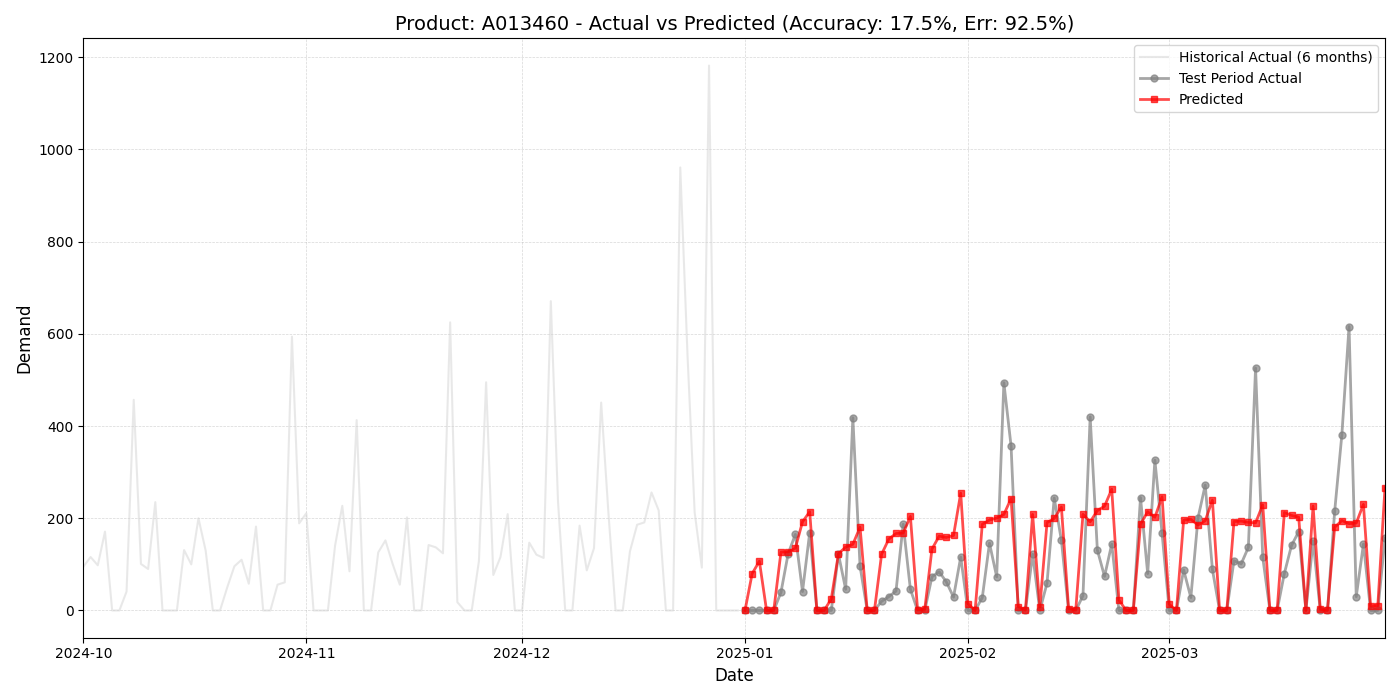 Product: A013460 - Actual vs Predicted (Accuracy: 17.5%, Err: 92.5%)
Historical Actual (6 months)
Test Period Actual
Predicted
Demand
1200
1000
800
600
400
200
0
2024-10
2024-11
2024-12
2025-01
2025-02
2025-03
Date